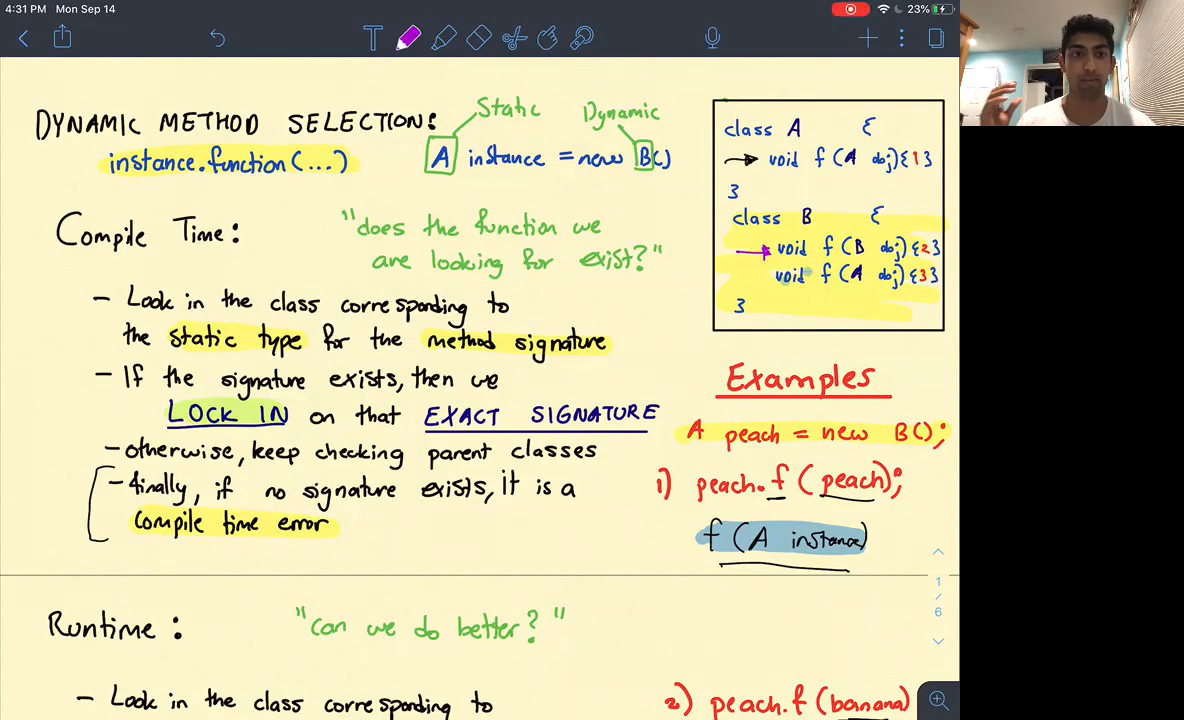 4:31 PM Mon Sep 14
23%
DYNAMIC METHOD SELECTION:
instance.function(...)
Static
Dynamic
A instance = new B()
Compile Time:
"does the function we
are looking for exist?"
- Look in the class corresponding to
the static type for the method signature
- If the signature exists, then we
LOCK IN on that EXACT SIGNATURE
- otherwise, keep checking parent classes
- finally, if no signature exists, it is a
compile time error
class A {
void f (A obj) {1}
}
class B {
void f (B obj) {2}
void f (A obj) {3}
}
Examples
A peach = new B();
1) peach.f (peach);
f (A instance)
1
/
6
Runtime:
"can we do better?"
- Look in the class corresponding to
2) peach.f (banana)